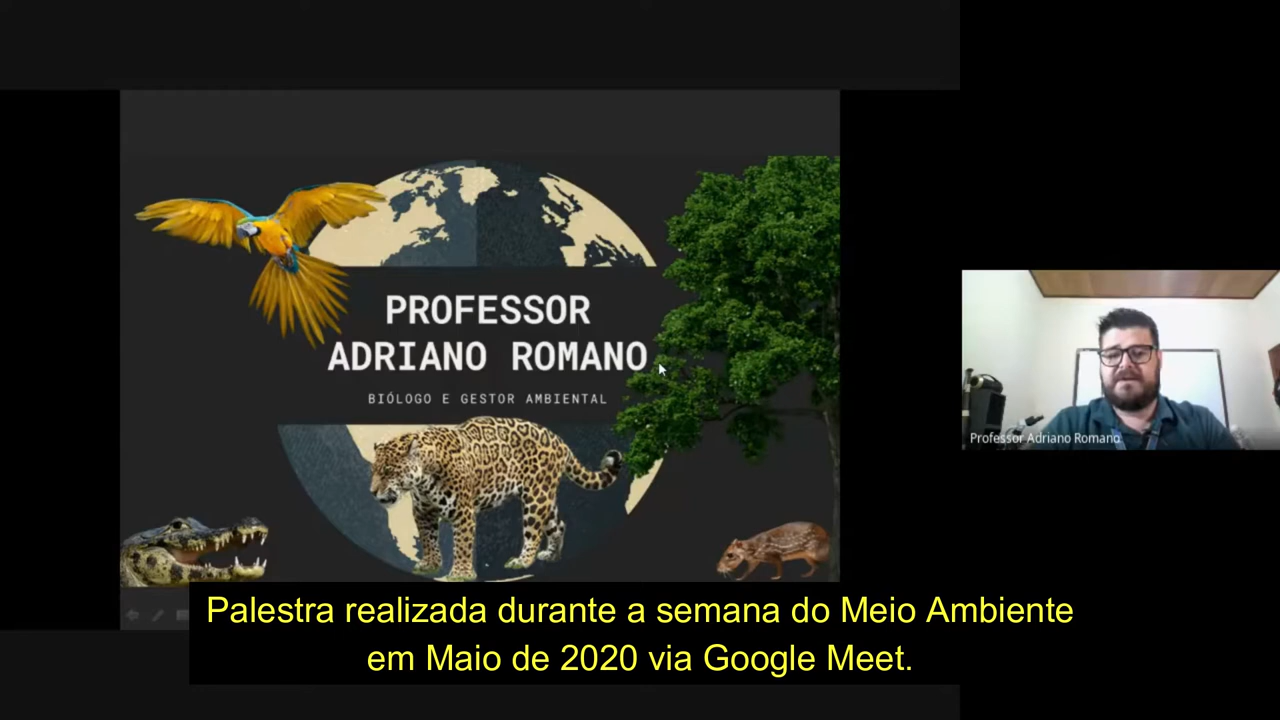 PROFESSOR
ADRIANO ROMANO
BIÓLOGO E GESTOR AMBIENTAL
Professor Adriano Romano
Palestra realizada durante a semana do Meio Ambiente
em Maio de 2020 via Google Meet.